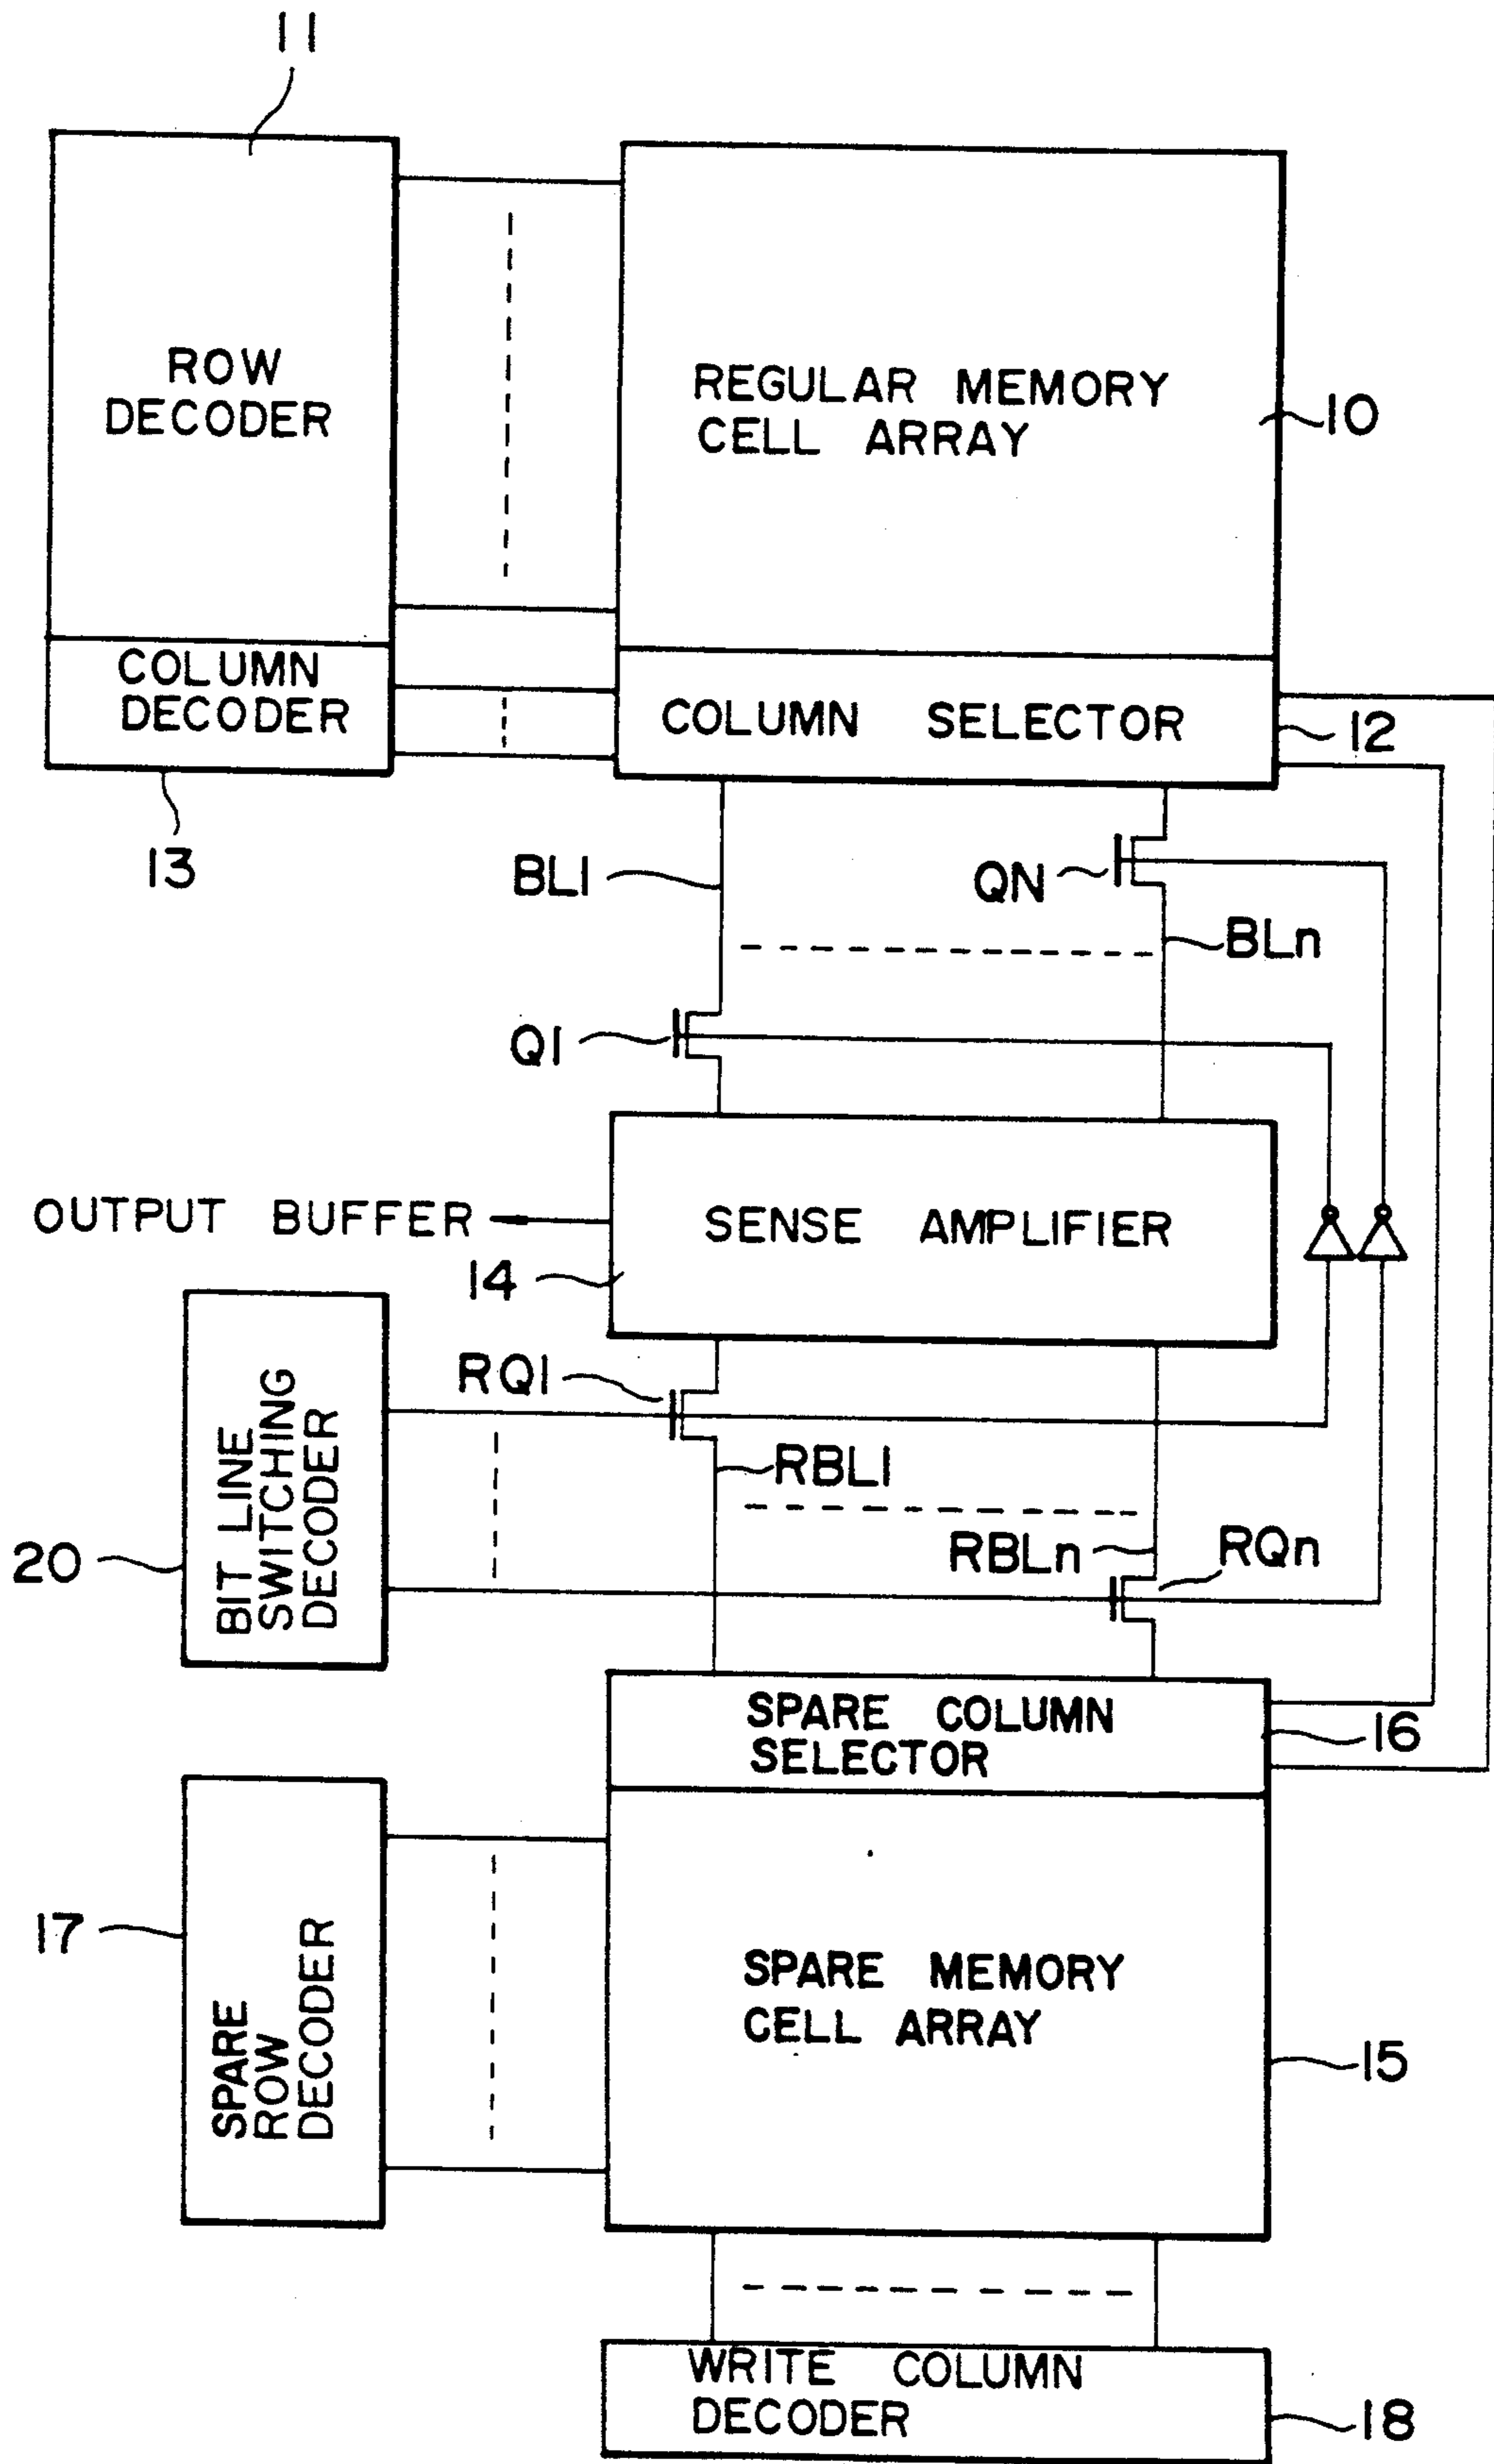 11
ROW
DECODER
REGULAR MEMORY
CELL ARRAY
10
COLUMN
DECODER
COLUMN SELECTOR
12
13
BL1
QN
BLn
Q1
OUTPUT BUFFER
SENSE AMPLIFIER
14
RQ1
BIT LINE
SWITCHING
DECODER
RBL1
20
RBLn
RQn
SPARE COLUMN
SELECTOR
16
17
SPARE
ROW
DECODER
SPARE MEMORY
CELL ARRAY
15
WRITE COLUMN
DECODER
18